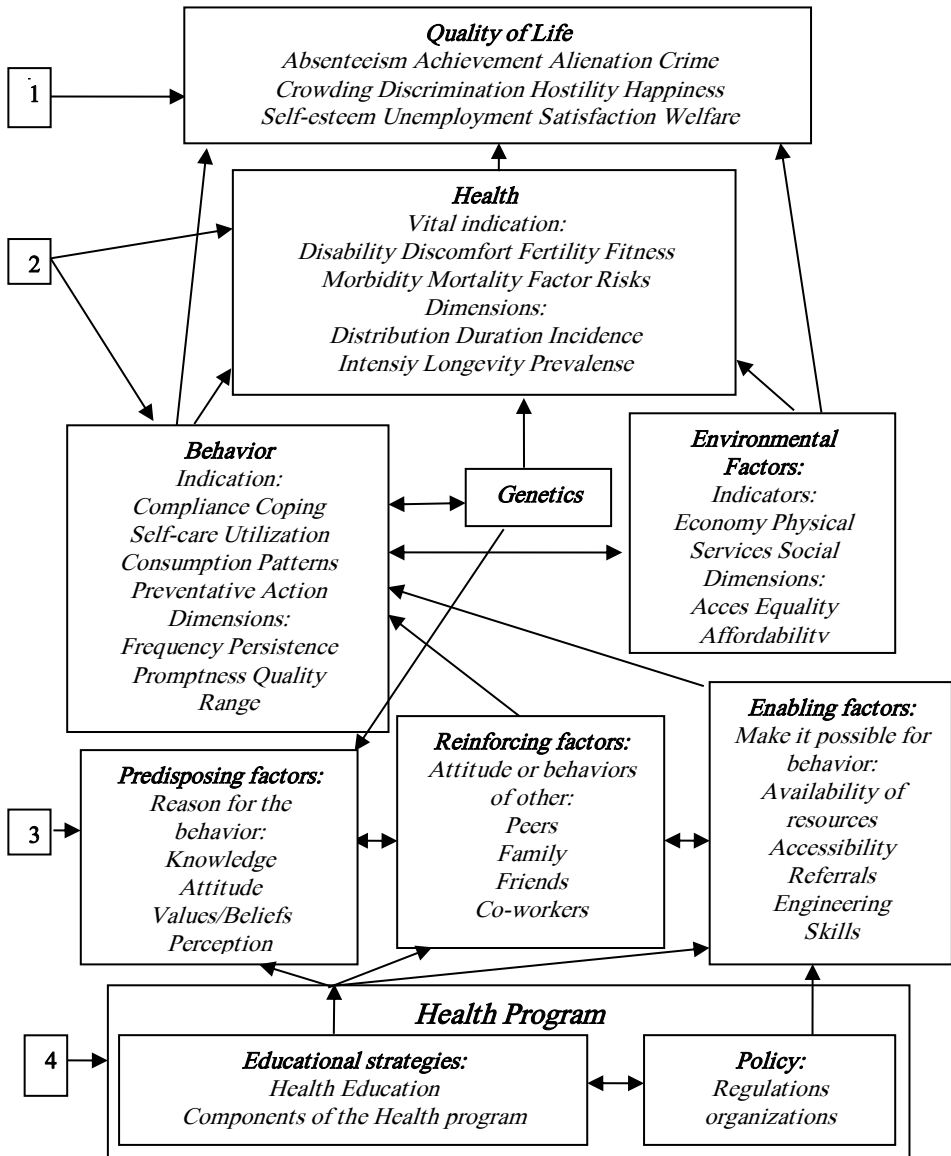 Quality of Life
Absenteeism Achievement Alienation Crime
Crowding Discrimination Hostility Happiness
Self-esteem Unemployment Satisfaction Welfare
1
Health
Vital indication:
Disability Discomfort Fertility Fitness
Morbidity Mortality Factor Risks
Dimensions:
Distribution Duration Incidence
Intensiy Longevity Prevalense
2
Behavior
Indication:
Compliance Coping
Self-care Utilization
Consumption Patterns
Preventative Action
Dimensions:
Frequency Persistence
Promptness Quality
Range
Genetics
Environmental
Factors:
Indicators:
Economy Physical
Services Social
Dimensions:
Acces Equality
Affordability
3
Predisposing factors:
Reason for the
behavior:
Knowledge
Attitude
Values/Beliefs
Perception
Reinforcing factors:
Attitude or behaviors
of other:
Peers
Family
Friends
Co-workers
Enabling factors:
Make it possible for
behavior:
Availability of
resources
Accessibility
Referrals
Engineering
Skills
4
Health Program
Educational strategies:
Health Education
Components of the Health program
Policy:
Regulations
organizations